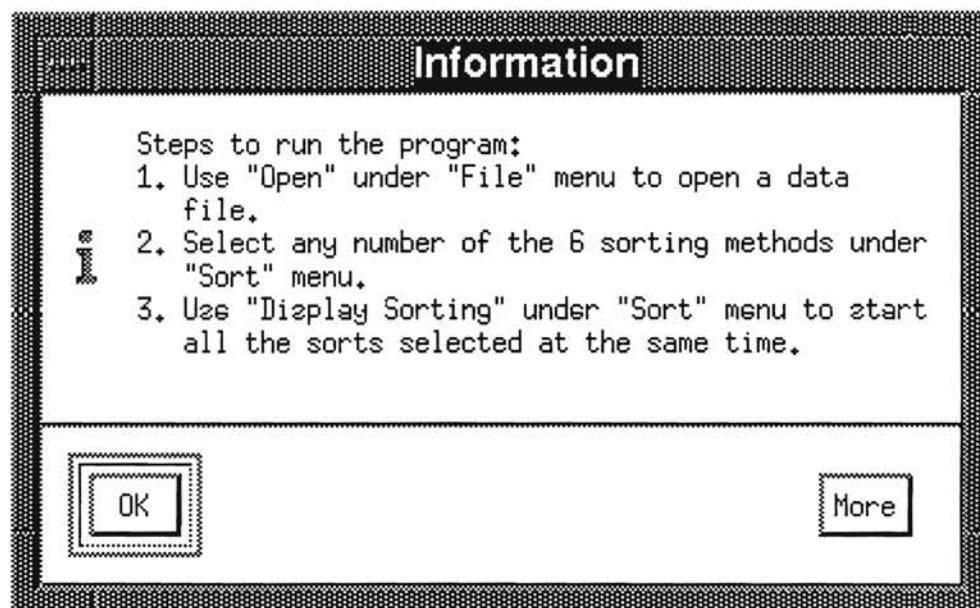 Information
Steps to run the program:
1. Use "Open" under "File" menu to open a data
file.
2. Select any number of the 6 sorting methods under
"Sort" menu.
3. Use "Display Sorting" under "Sort" menu to start
all the sorts selected at the same time.
OK
More